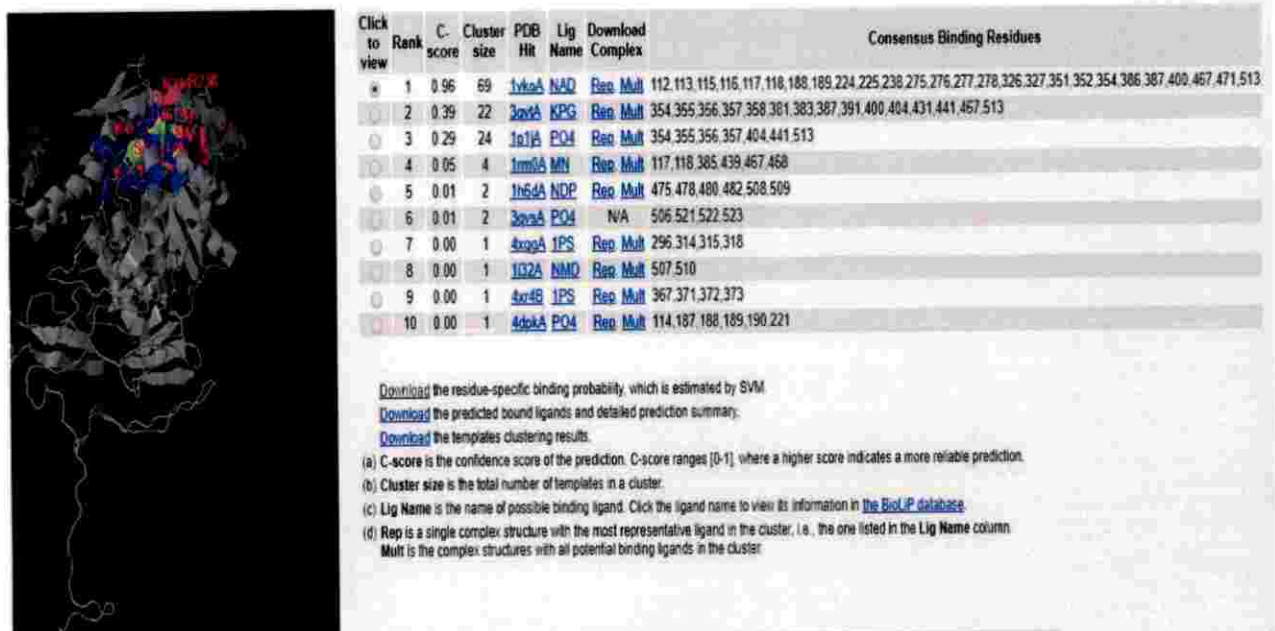 Click to view Rank C-score Cluster size PDB Hit Lig Name Download Complex Consensus Binding Residues
1 0.96 69 NAD Rep Mult 112,113,115,116,117,118,188,189,224,225,238,275,276,277,278,326,327,351,352,354,386,387,400,467,471,513
2 0.39 22 KPG Rep Mult 354,355,356,357,358,381,383,387,391,400,404,431,441,467,513
3 0.29 24 1p1jA PO4 Rep Mult 354,355,356,357,404,441,513
4 0.05 4 1rm0A MN Rep Mult 117,118,385,439,467,468
5 0.01 2 1h6dA NDP Rep Mult 475,478,480,482,508,509
6 0.01 2 PO4 N/A 506,521,522,523
7 0.00 1 1PS Rep Mult 296,314,315,318
8 0.00 1 NMD Rep Mult 507,510
9 0.00 1 4xr4B 1PS Rep Mult 367,371,372,373
10 0.00 1 4dpkA PO4 Rep Mult 114,187,188,189,190,221
Download the residue-specific binding probability, which is estimated by SVM.
Download the predicted bound ligands and detailed prediction summary.
Download the templates clustering results.
(a) C-score is the confidence score of the prediction. C-score ranges [0-1], where a higher score indicates a more reliable prediction.
(b) Cluster size is the total number of templates in a cluster.
(c) Lig Name is the name of possible binding ligand. Click the ligand name to view its information in the BioLiP database.
(d) Rep is a single complex structure with the most representative ligand in the cluster, i.e., the one listed in the Lig Name column.
Mult is the complex structures with all potential binding ligands in the cluster.